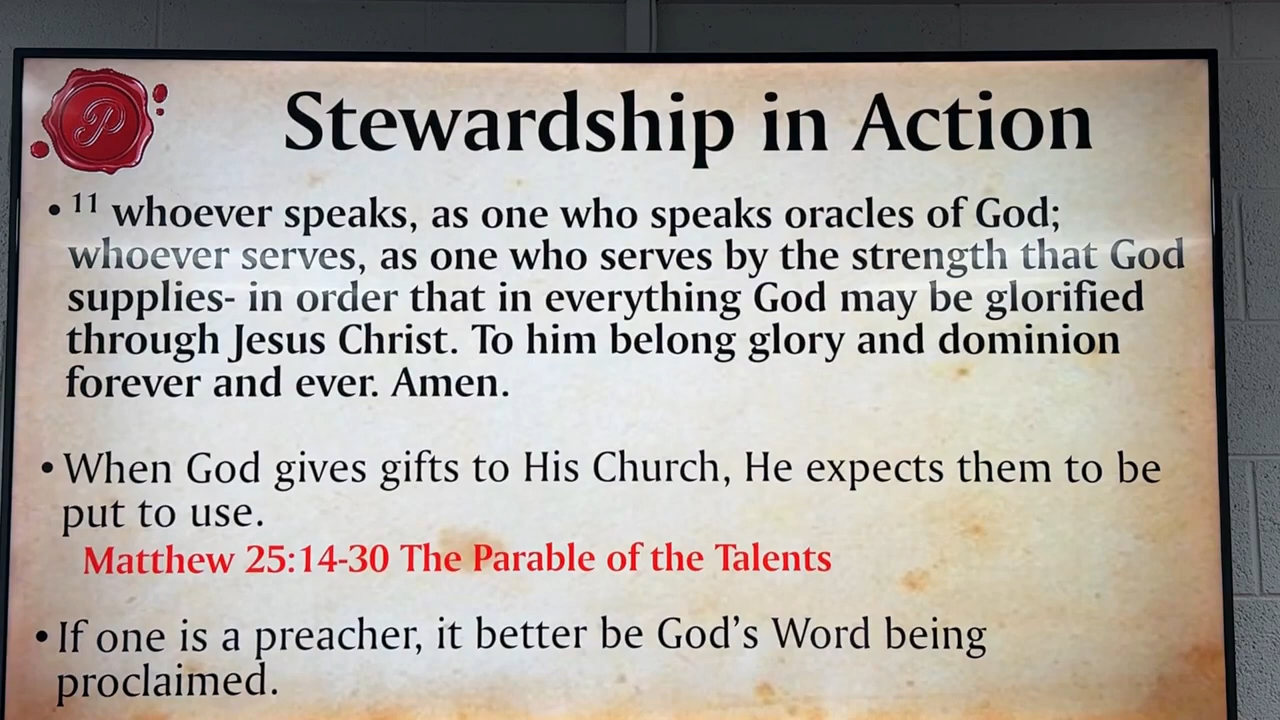 P
Stewardship in Action
• 11 whoever speaks, as one who speaks oracles of God;
whoever serves, as one who serves by the strength that God
supplies- in order that in everything God may be glorified
through Jesus Christ. To him belong glory and dominion
forever and ever. Amen.
• When God gives gifts to His Church, He expects them to be
put to use.
Matthew 25:14-30 The Parable of the Talents
• If one is a preacher, it better be God's Word being
proclaimed.